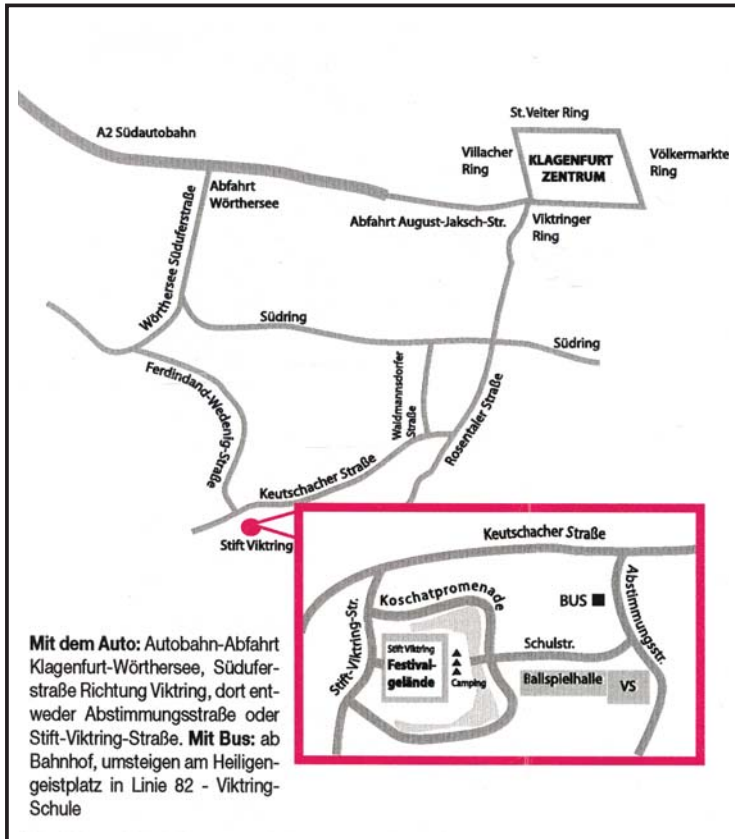 St. Veiter Ring
A2 Südautobahn
Villacher
Ring
KLAGENFURT
ZENTRUM
Völkermarkte
Ring
Abfahrt
Wörthersee
Abfahrt August-Jaksch-Str.
Viktringer
Ring
Wörthersee Süduferstraße
Südring
Südring
Ferdindand-Wedenig-
Straße
Waldmannsdorfer
Straße
Rosentaler Straße
Keutschacher Straße
Stift Viktring
Keutschacher Straße
Koschatpromenade
BUS
Abstimmungsstr.
Stift-Viktring-Str.
Stift Viktring
Festival-
gelände
Camping
Schulstr.
Ballspielhalle
VS
Mit dem Auto: Autobahn-Abfahrt
Klagenfurt-Wörthersee, Südufer-
straße Richtung Viktring, dort ent-
weder Abstimmungsstraße oder
Stift-Viktring-Straße. Mit Bus: ab
Bahnhof, umsteigen am Heiligen-
geistplatz in Linie 82 - Viktring-
Schule